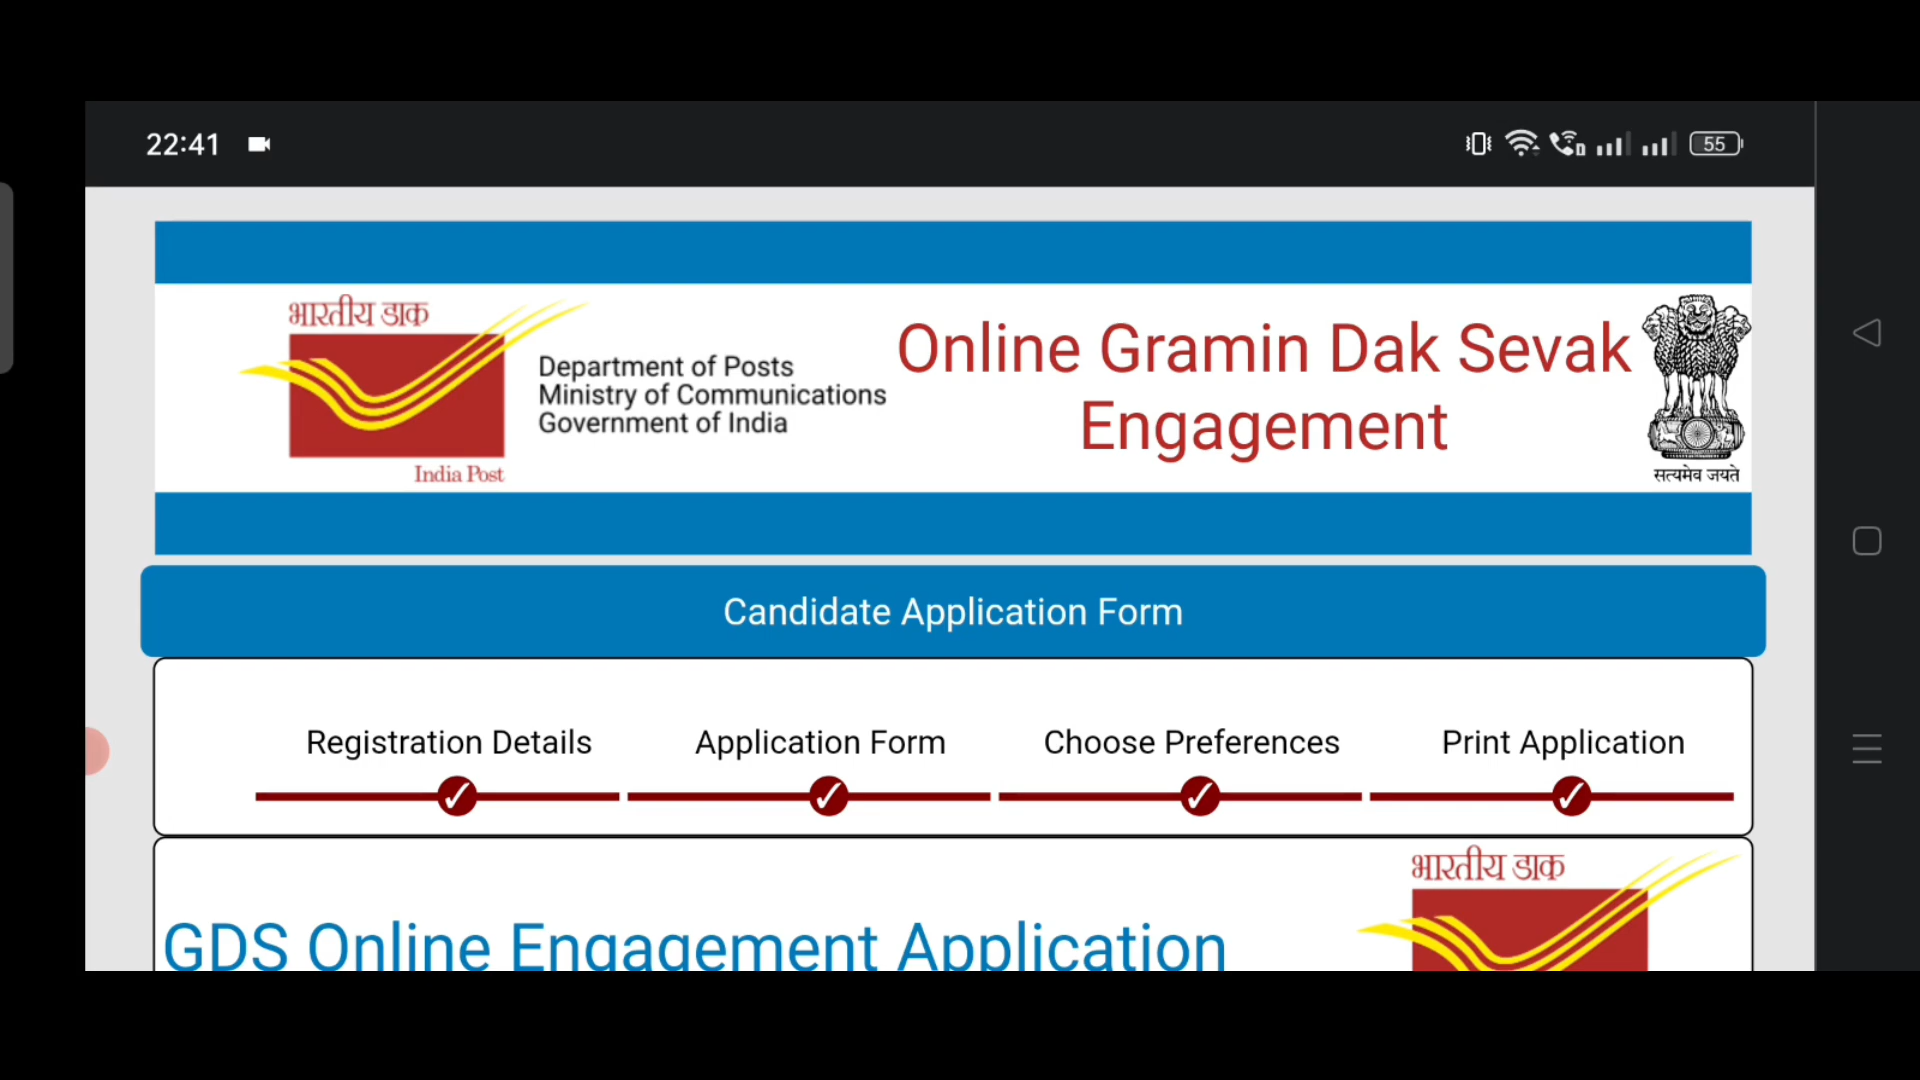 22:41
55
भारतीय डाक
India Post
Department of Posts
Ministry of Communications
Government of India
Online Gramin Dak Sevak
Engagement
सत्यमेव जयते
Candidate Application Form
Registration Details
Application Form
Choose Preferences
Print Application
भारतीय डाक
GDS Online Engagement Application